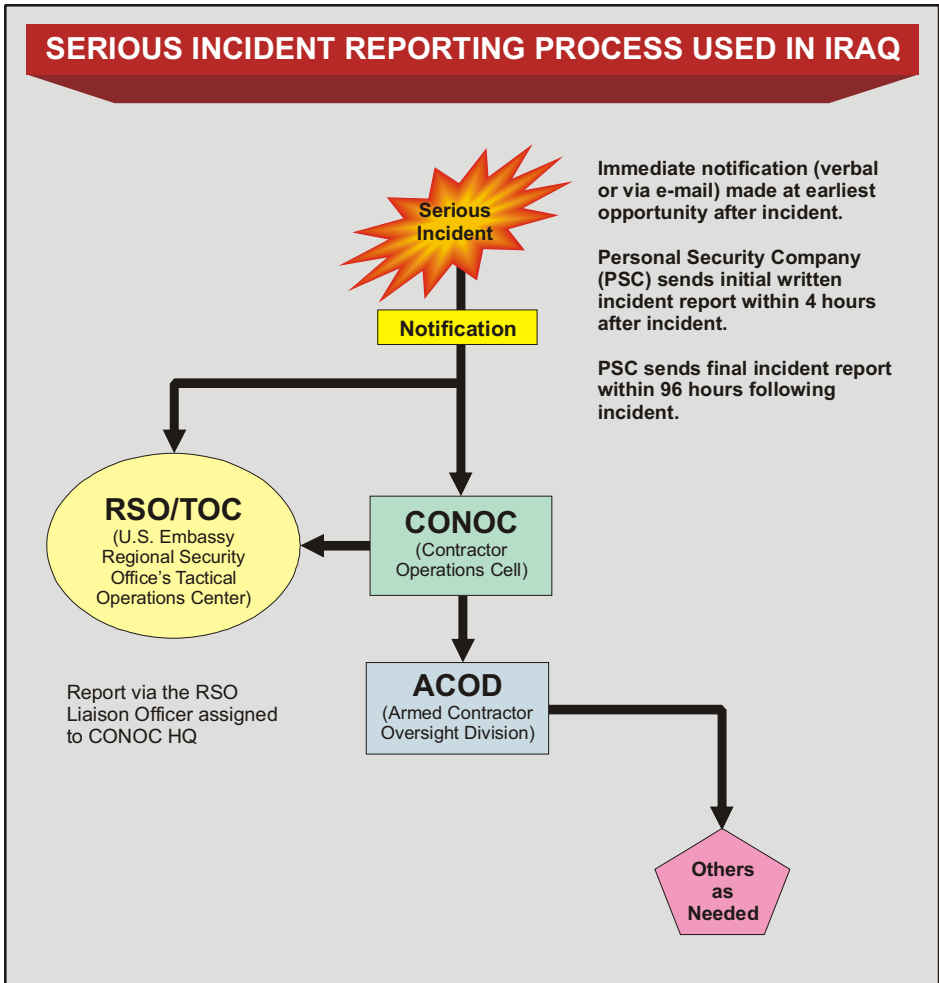 SERIOUS INCIDENT REPORTING PROCESS USED IN IRAQ
Serious
Incident
Immediate notification (verbal
or via e-mail) made at earliest
opportunity after incident.
Personal Security Company
(PSC) sends initial written
incident report within 4 hours
after incident.
PSC sends final incident report
within 96 hours following
incident.
Notification
RSO/TOC
(U.S. Embassy
Regional Security
Office's Tactical
Operations Center)
CONOC
(Contractor
Operations Cell)
Report via the RSO
Liaison Officer assigned
to CONOC HQ
ACOD
(Armed Contractor
Oversight Division)
Others
as
Needed